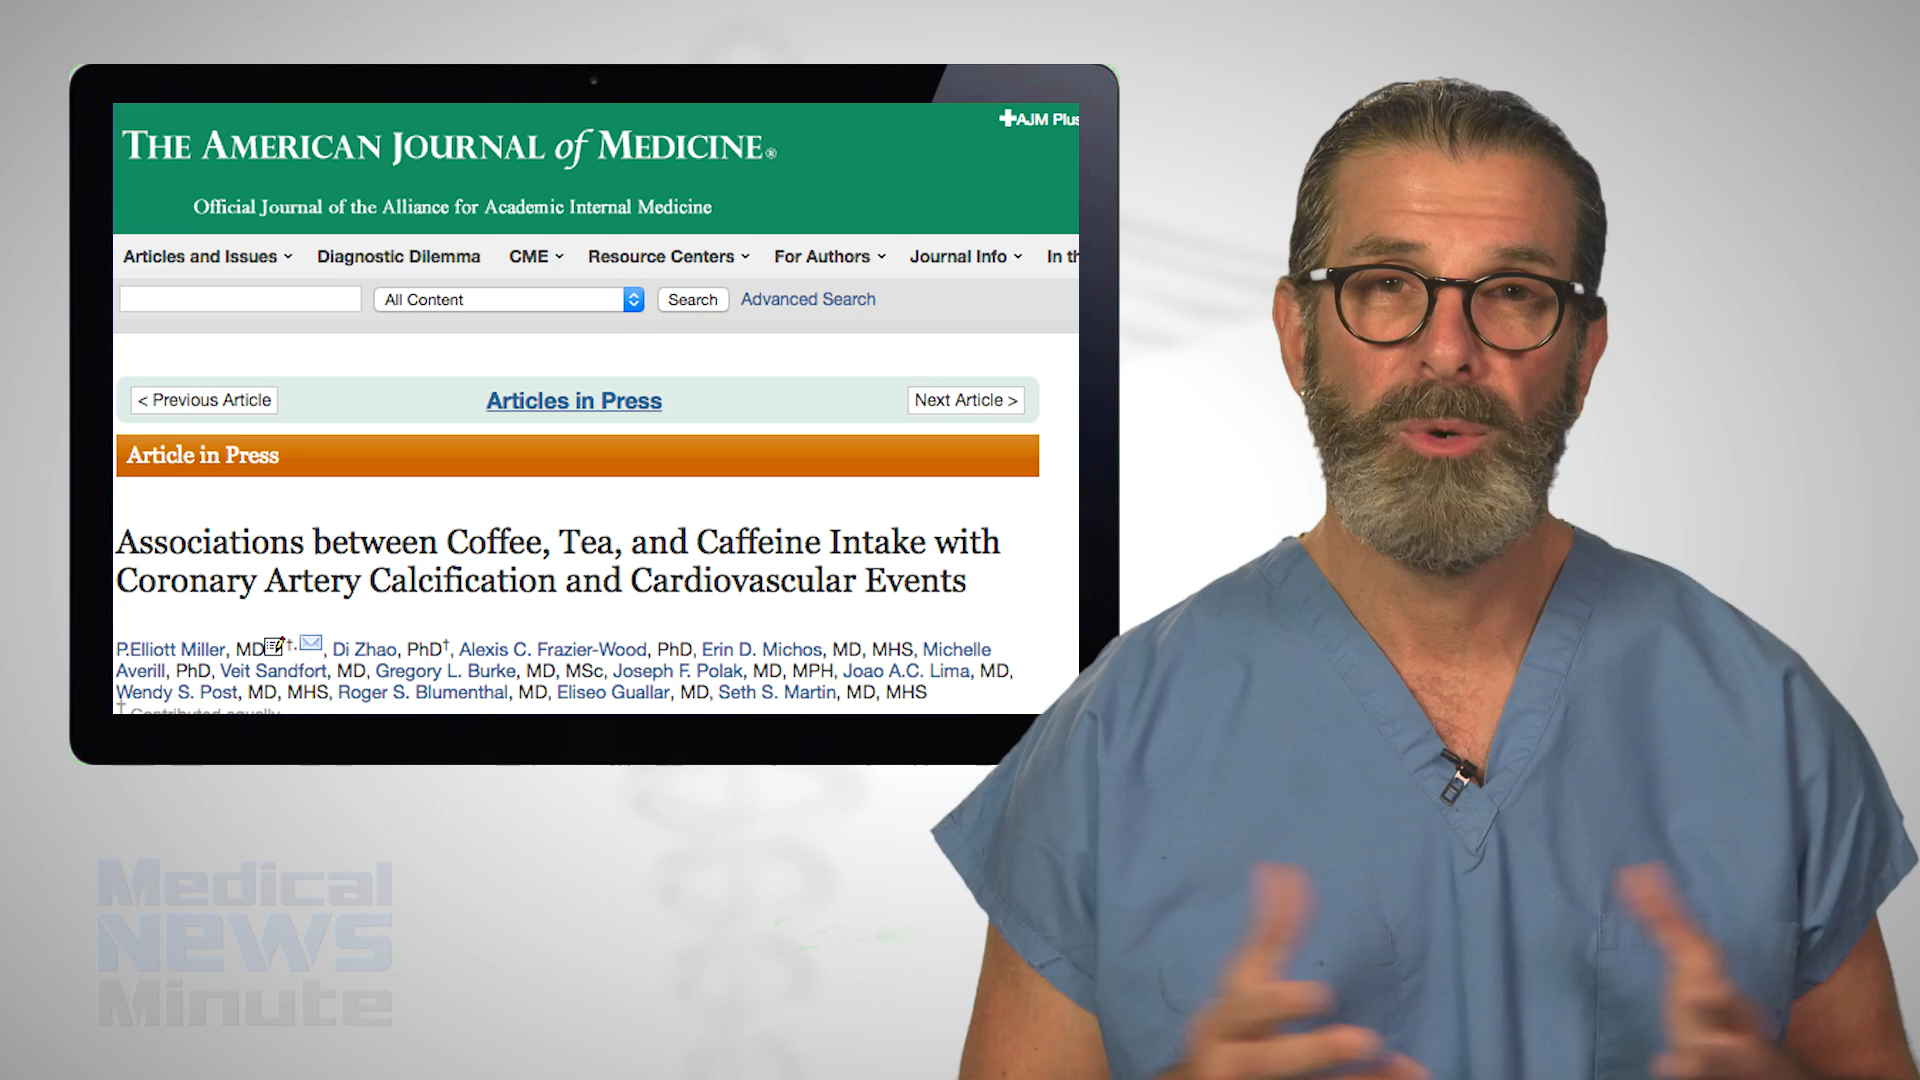 ✚AJM Plus
THE AMERICAN JOURNAL of MEDICINE®
Official Journal of the Alliance for Academic Internal Medicine
Articles and Issues Diagnostic Dilemma CME Resource Centers For Authors Journal Info In th
All Content Search Advanced Search
< Previous Article Articles in Press Next Article >
Article in Press
Associations between Coffee, Tea, and Caffeine Intake with
Coronary Artery Calcification and Cardiovascular Events
P.Elliott Miller, MD†, Di Zhao, PhD†, Alexis C. Frazier-Wood, PhD, Erin D. Michos, MD, MHS, Michelle
Averill, PhD, Veit Sandfort, MD, Gregory L. Burke, MD, MSc, Joseph F. Polak, MD, MPH, Joao A.C. Lima, MD,
Wendy S. Post, MD, MHS, Roger S. Blumenthal, MD, Eliseo Guallar, MD, Seth S. Martin, MD, MHS
† Contributed equally
Medical
NEWS
Minute